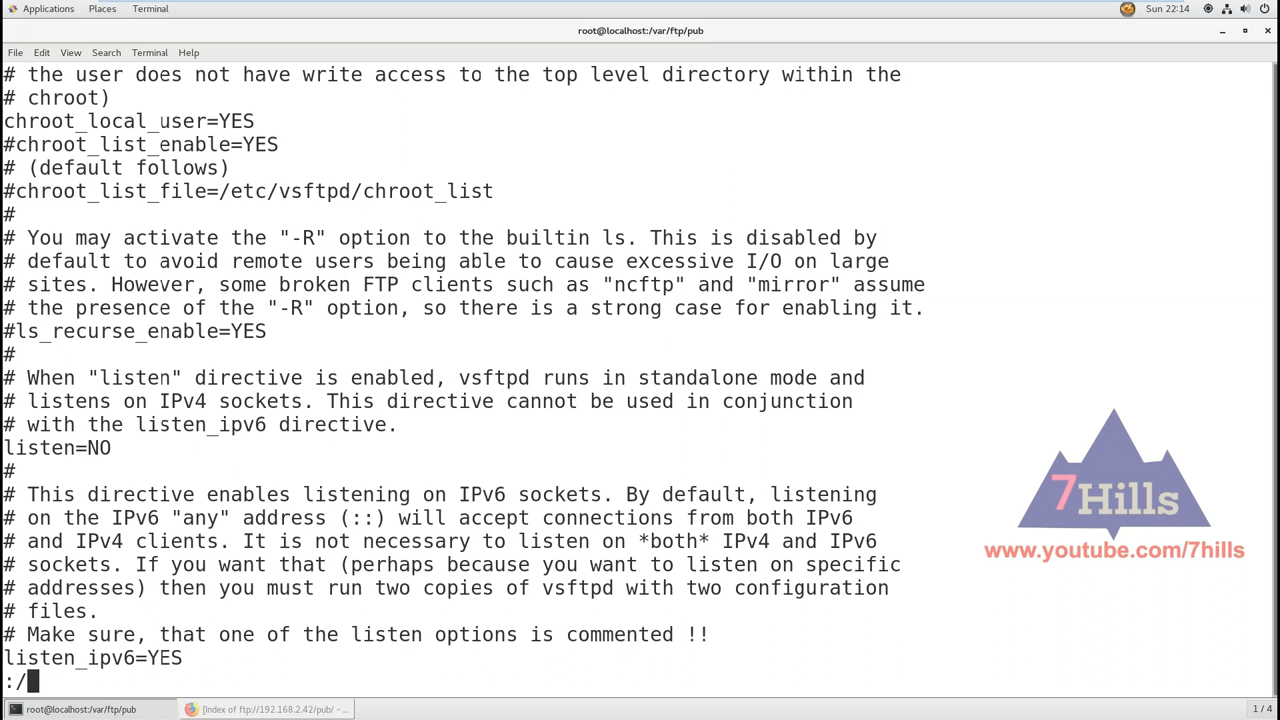 Applications Places Terminal Sun 22:14
root@localhost:/var/ftp/pub
File Edit View Search Terminal Help
# the user does not have write access to the top level directory within the
# chroot)
chroot_local_user=YES
#chroot_list_enable=YES
# (default follows)
#chroot_list_file=/etc/vsftpd/chroot_list
#
# You may activate the "-R" option to the builtin ls. This is disabled by
# default to avoid remote users being able to cause excessive I/O on large
# sites. However, some broken FTP clients such as "ncftp" and "mirror" assume
# the presence of the "-R" option, so there is a strong case for enabling it.
#ls_recurse_enable=YES
#
# When "listen" directive is enabled, vsftpd runs in standalone mode and
# listens on IPv4 sockets. This directive cannot be used in conjunction
# with the listen_ipv6 directive.
listen=NO
#
# This directive enables listening on IPv6 sockets. By default, listening
# on the IPv6 "any" address (::) will accept connections from both IPv6
# and IPv4 clients. It is not necessary to listen on *both* IPv4 and IPv6
# sockets. If you want that (perhaps because you want to listen on specific
# addresses) then you must run two copies of vsftpd with two configuration
# files.
# Make sure, that one of the listen options is commented !!
listen_ipv6=YES
:/
7Hills
www.youtube.com/7hills
root@localhost:/var/ftp/pub [Index of ftp://192.168.2.42/pub/ - ... 1 / 4